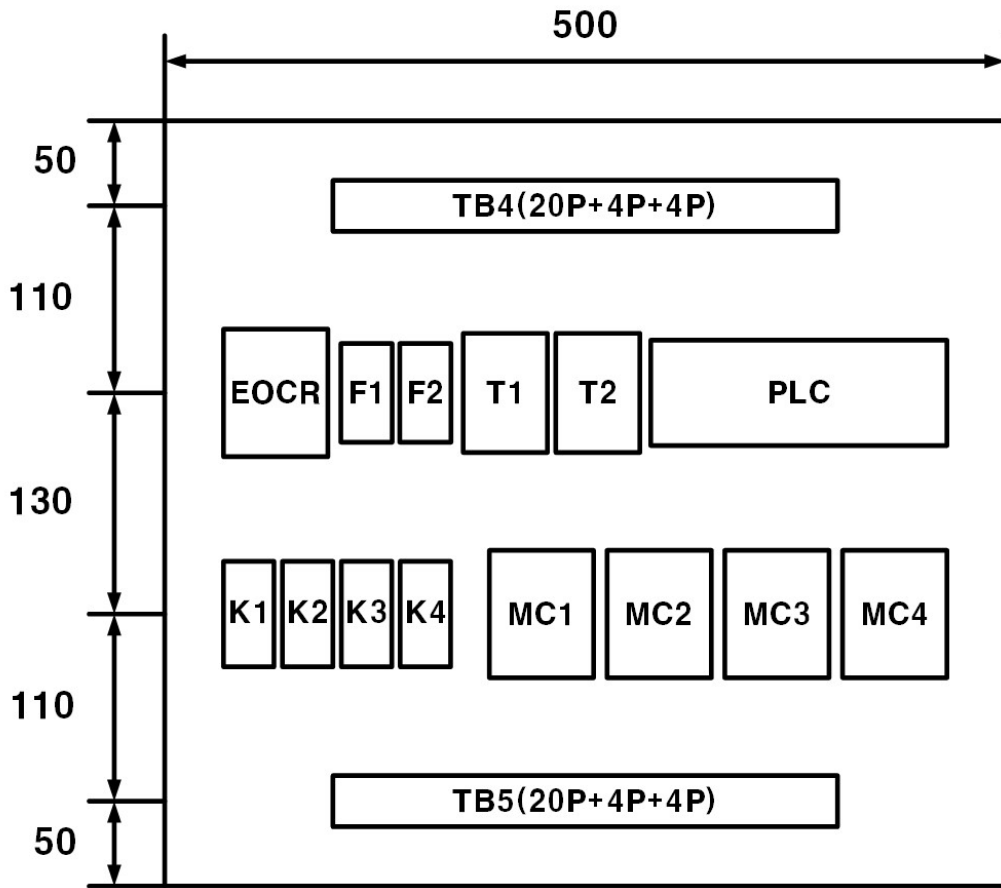 500
50
TB4(20P+4P+4P)
110
EOCR F1 F2 T1 T2 PLC
130
K1 K2 K3 K4 MC1 MC2 MC3 MC4
110
TB5(20P+4P+4P)
50